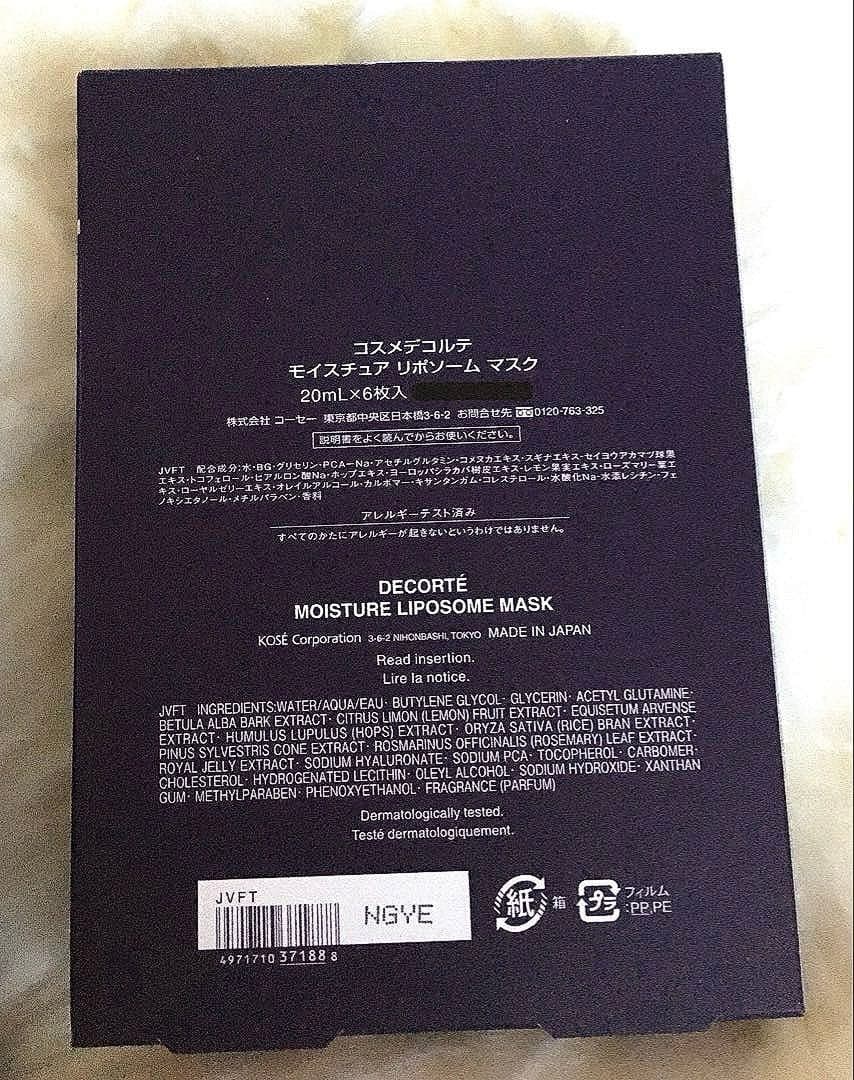 コスメデコルテ
モイスチュア リポソーム マスク
20mL×6枚入
株式会社 コーセー 東京都中央区日本橋3-6-2 お問合せ先 0120-763-325
説明書をよく読んでからお使いください。
JVFT 配合成分:水・BG・グリセリン・PCA-Na・アセチルグルタミン・コメヌカエキス・スギナエキス・セイヨウアカマツ球果
エキス・トコフェロール・ヒアルロン酸Na・ホップエキス・ヨーロッパシラカバ樹皮エキス・レモン果実エキス・ローズマリー葉エ
キス・ローヤルゼリーエキス・オレイルアルコール・カルボマー・キサンタンガム・コレステロール・水酸化Na・水添レシチン・フェ
ノキシエタノール・メチルパラベン・香料
アレルギーテスト済み
すべてのかたにアレルギーが起きないというわけではありません。
DECORTÉ
MOISTURE LIPOSOME MASK
KOSÉ Corporation 3-6-2 NIHONBASHI, TOKYO MADE IN JAPAN
Read insertion.
Lire la notice.
JVFT INGREDIENTS:WATER/AQUA/EAU· BUTYLENE GLYCOL· GLYCERIN· ACETYL GLUTAMINE·
BETULA ALBA BARK EXTRACT· CITRUS LIMON (LEMON) FRUIT EXTRACT· EQUISETUM ARVENSE
EXTRACT· HUMULUS LUPULUS (HOPS) EXTRACT· ORYZA SATIVA (RICE) BRAN EXTRACT·
PINUS SYLVESTRIS CONE EXTRACT· ROSMARINUS OFFICINALIS (ROSEMARY) LEAF EXTRACT·
ROYAL JELLY EXTRACT· SODIUM HYALURONATE· SODIUM PCA· TOCOPHEROL· CARBOMER·
CHOLESTEROL· HYDROGENATED LECITHIN· OLEYL ALCOHOL· SODIUM HYDROXIDE· XANTHAN
GUM· METHYLPARABEN· PHENOXYETHANOL· FRAGRANCE (PARFUM)
Dermatologically tested.
Testé dermatologiquement.
JVFT
NGYE
4971710 37188 8
紙 箱
プラ フィルム
:PP,PE